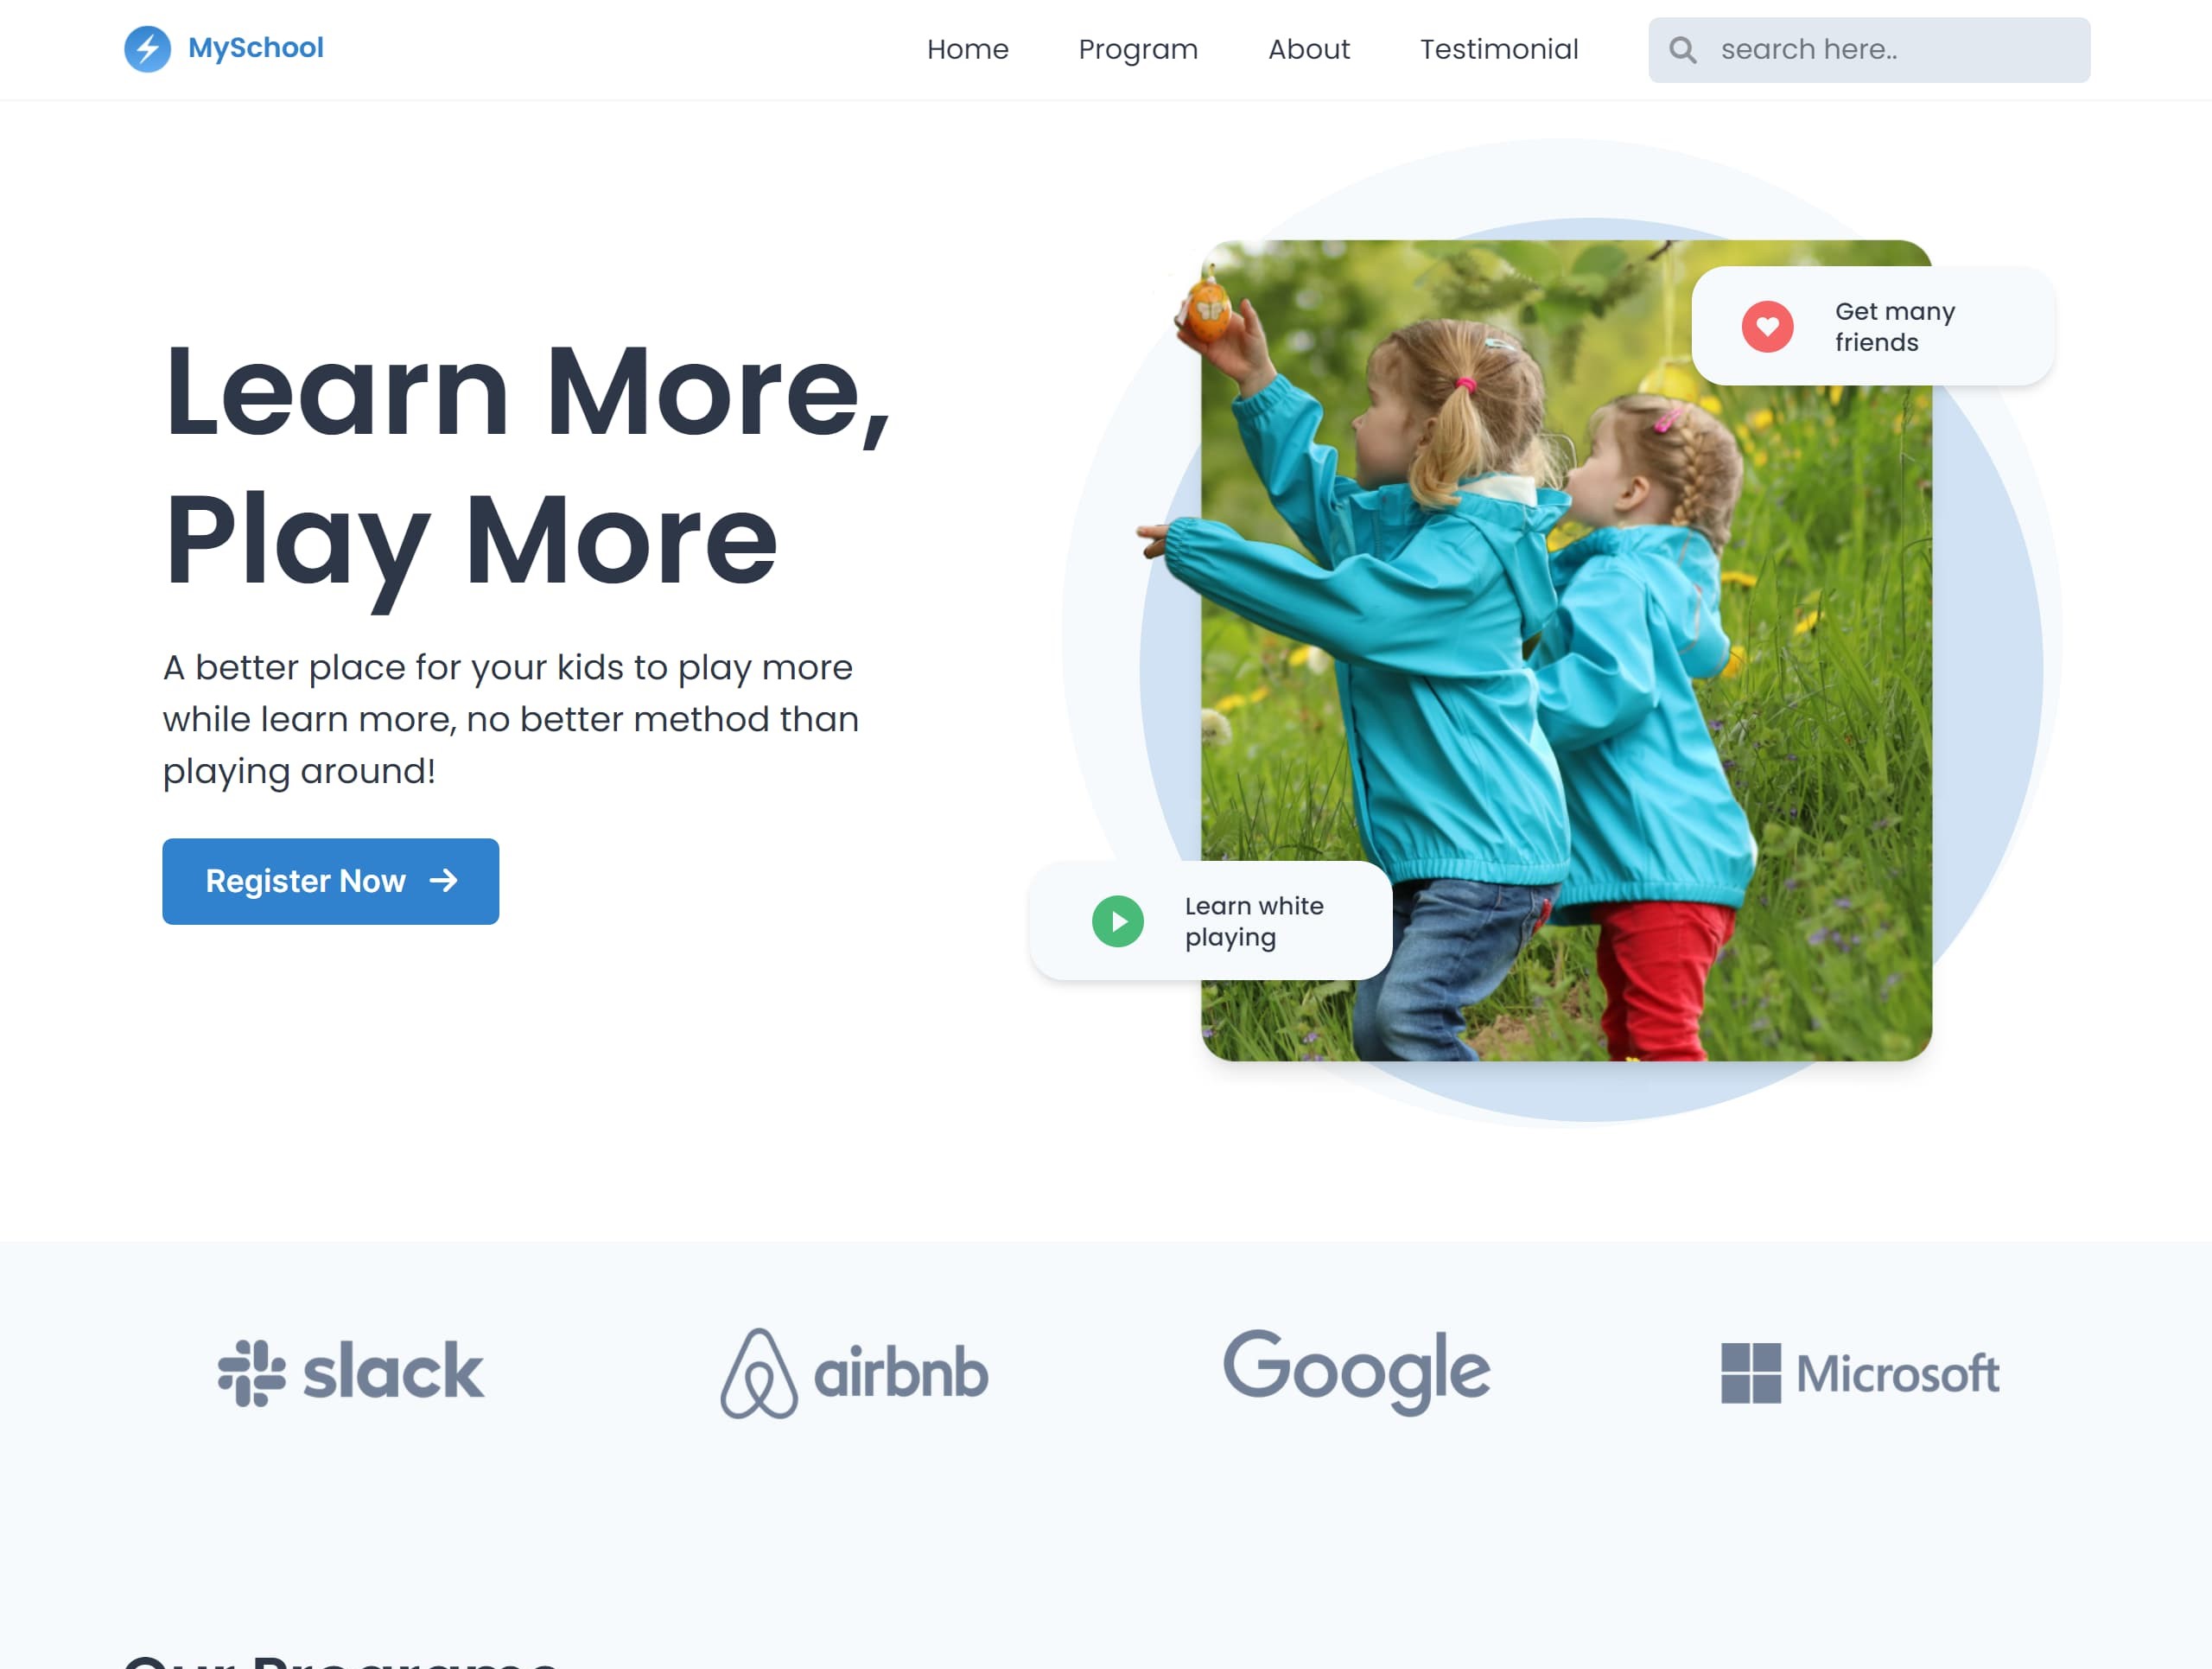 MySchool
Home
Program
About
Testimonial
search here..
Learn More,
Play More
A better place for your kids to play more
while learn more, no better method than
playing around!
Register Now
Get many
friends
Learn white
playing
slack
airbnb
Google
Microsoft
Our Programs